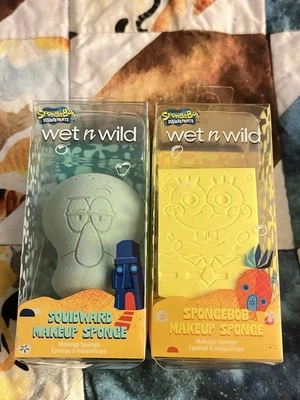 SpongeBob
SQUAREPANTS
wet n wild
SQUIDWARD
MAKEUP SPONGE
Makeup Sponge
Éponge à maquillage
SpongeBob
SQUAREPANTS
wet n wild
SPONGEBOB
MAKEUP SPONGE
Makeup Sponge
Éponge à maquillage